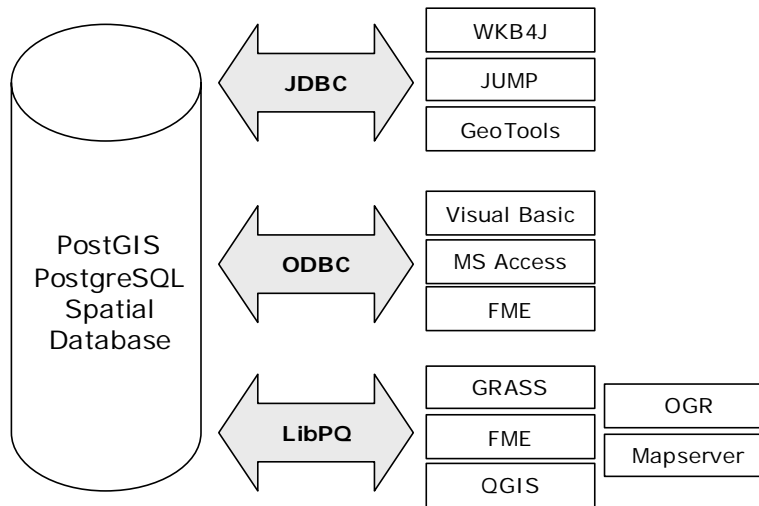 PostGIS
PostgreSQL
Spatial
Database
JDBC
WKB4J
JUMP
GeoTools
ODBC
Visual Basic
MS Access
FME
LibPQ
GRASS
FME
QGIS
OGR
Mapserver